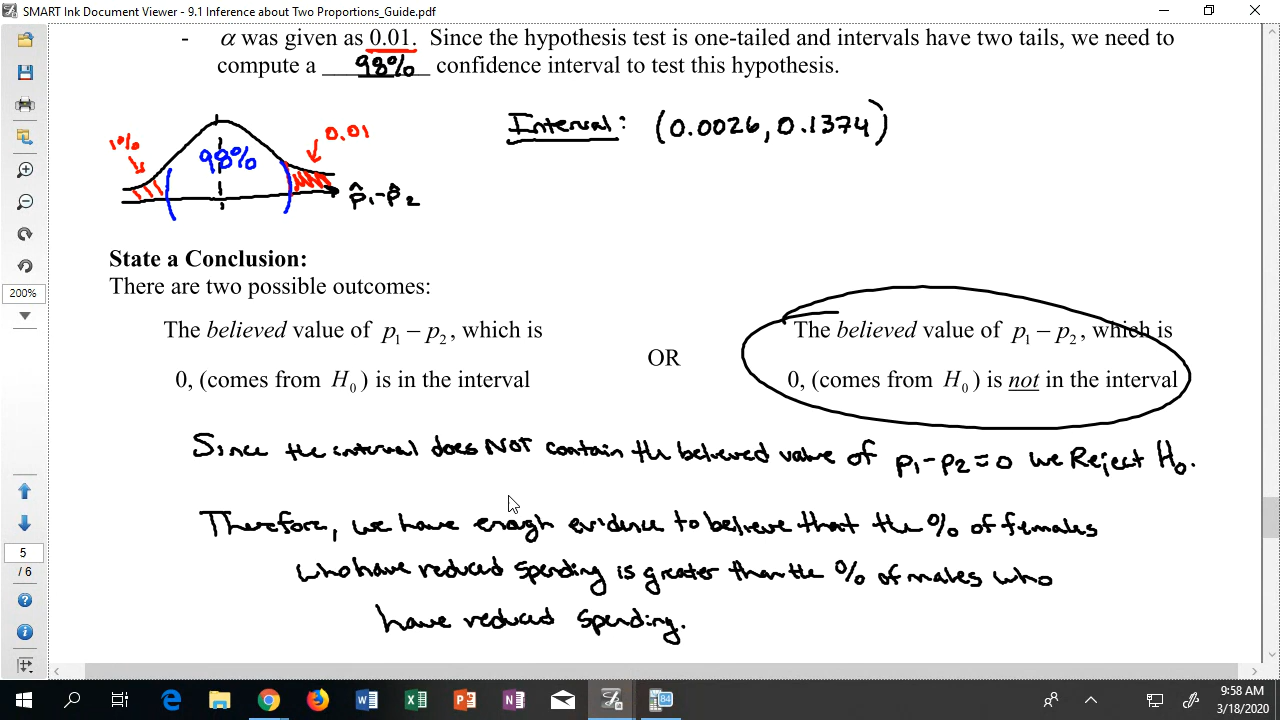 SMART Ink Document Viewer - 9.1 Inference about Two Proportions_Guide.pdf
- α was given as 0.01. Since the hypothesis test is one-tailed and intervals have two tails, we need to
compute a 98% confidence interval to test this hypothesis.
Interval: (0.0026, 0.1374)
1%
98%
0.01
p̂₁-p̂₂
State a Conclusion:
There are two possible outcomes:
The believed value of p₁ − p₂, which is
0, (comes from H₀) is in the interval
OR
The believed value of p₁ − p₂, which is
0, (comes from H₀) is not in the interval
Since the interval does NOT contain the believed value of p₁-p₂=0 we Reject H₀.
Therefore, we have enogh evidence to believe that the % of females
who have reduced spending is greater than the % of males who
have reduced spending.
200%
5
/ 6
84
9:58 AM
3/18/2020